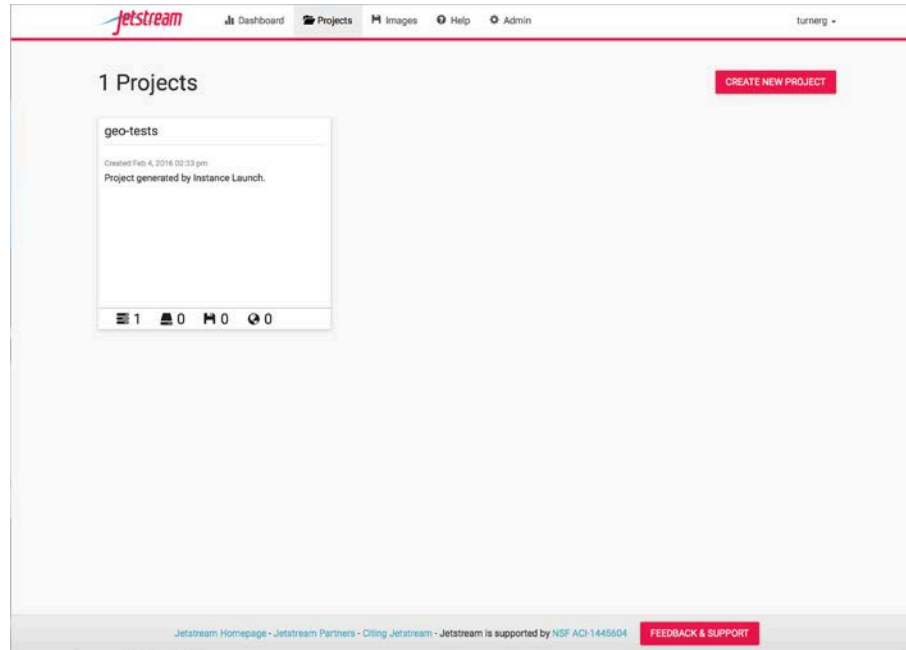 Jetstream Dashboard Projects Images Help Admin turnerg
1 Projects
CREATE NEW PROJECT
geo-tests
Created Feb 4, 2016 02:33 pm
Project generated by Instance Launch.
1 0 0 0
Jetstream Homepage - Jetstream Partners - Citing Jetstream - Jetstream is supported by NSF ACI-1445604 FEEDBACK & SUPPORT